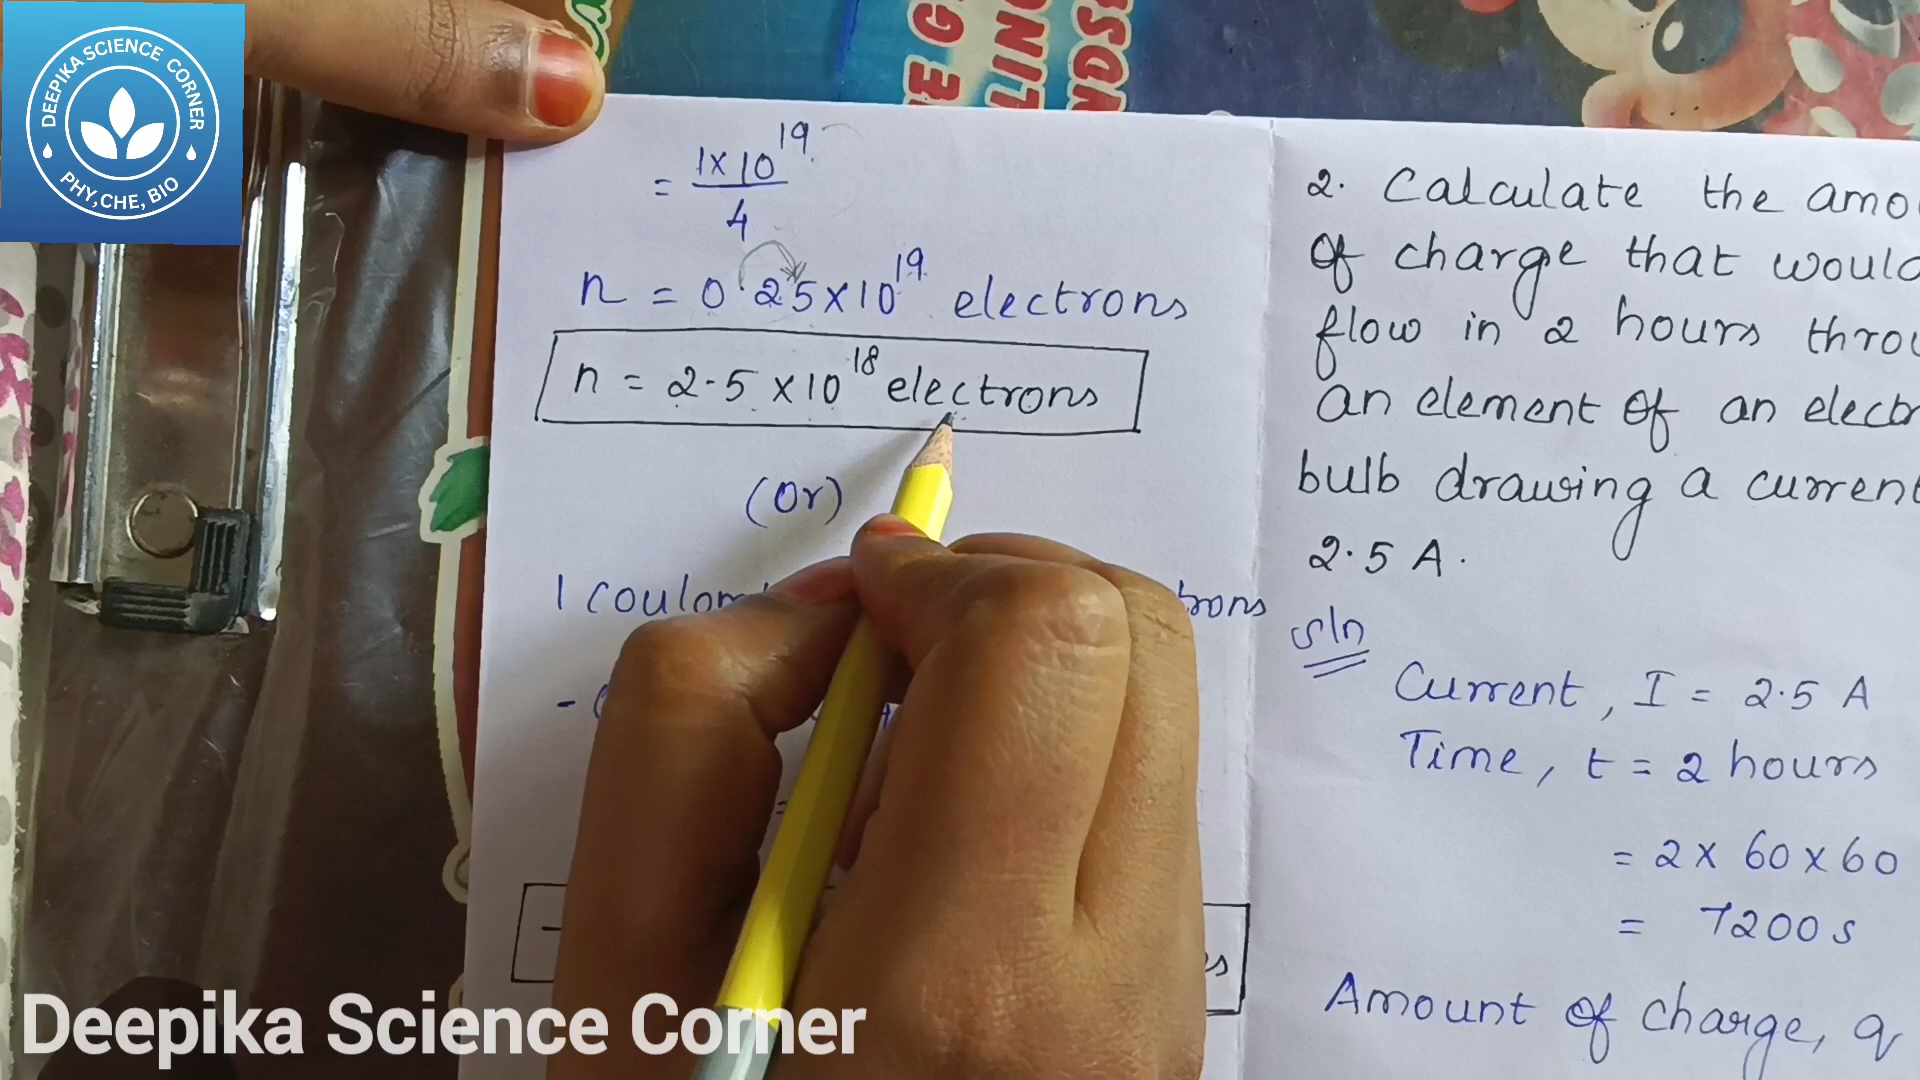 DEEPIKA SCIENCE CORNER
PHY, CHE, BIO
= 1 x 10^19 / 4
n = 0.25 x 10^19 electrons
n = 2.5 x 10^18 electrons
(or)
1 coulom
2. Calculate the amo
of charge that would
flow in 2 hours throu
an element of an electr
bulb drawing a current
2.5 A.
Sln
Current, I = 2.5 A
Time, t = 2 hours
= 2 x 60 x 60
= 7200 s
Amount of charge, q
Deepika Science Corner